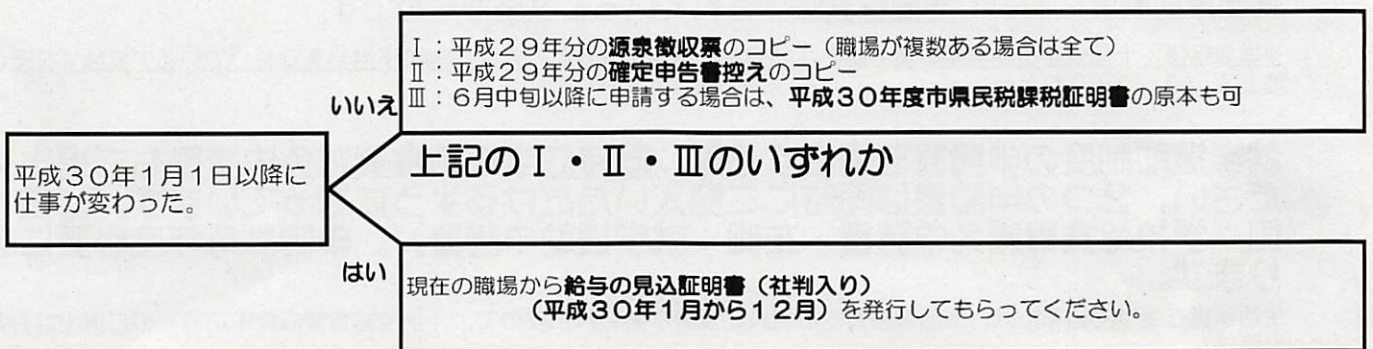 Ⅰ：平成２９年分の源泉徴収票のコピー（職場が複数ある場合は全て）
Ⅱ：平成２９年分の確定申告書控えのコピー
Ⅲ：６月中旬以降に申請する場合は、平成３０年度市県民税課税証明書の原本も可
いいえ
上記のⅠ・Ⅱ・Ⅲのいずれか
平成３０年１月１日以降に
仕事が変わった。
はい
現在の職場から給与の見込証明書（社判入り）
（平成３０年１月から１２月）を発行してもらってください。